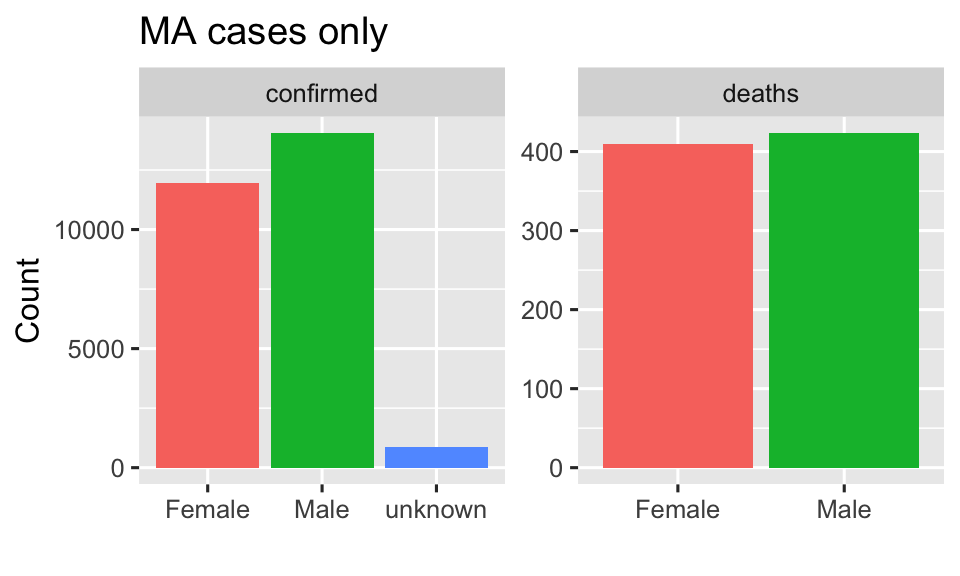 MA cases only
confirmed
deaths
Count
10000
5000
0
Female Male unknown
400
300
200
100
0
Female Male